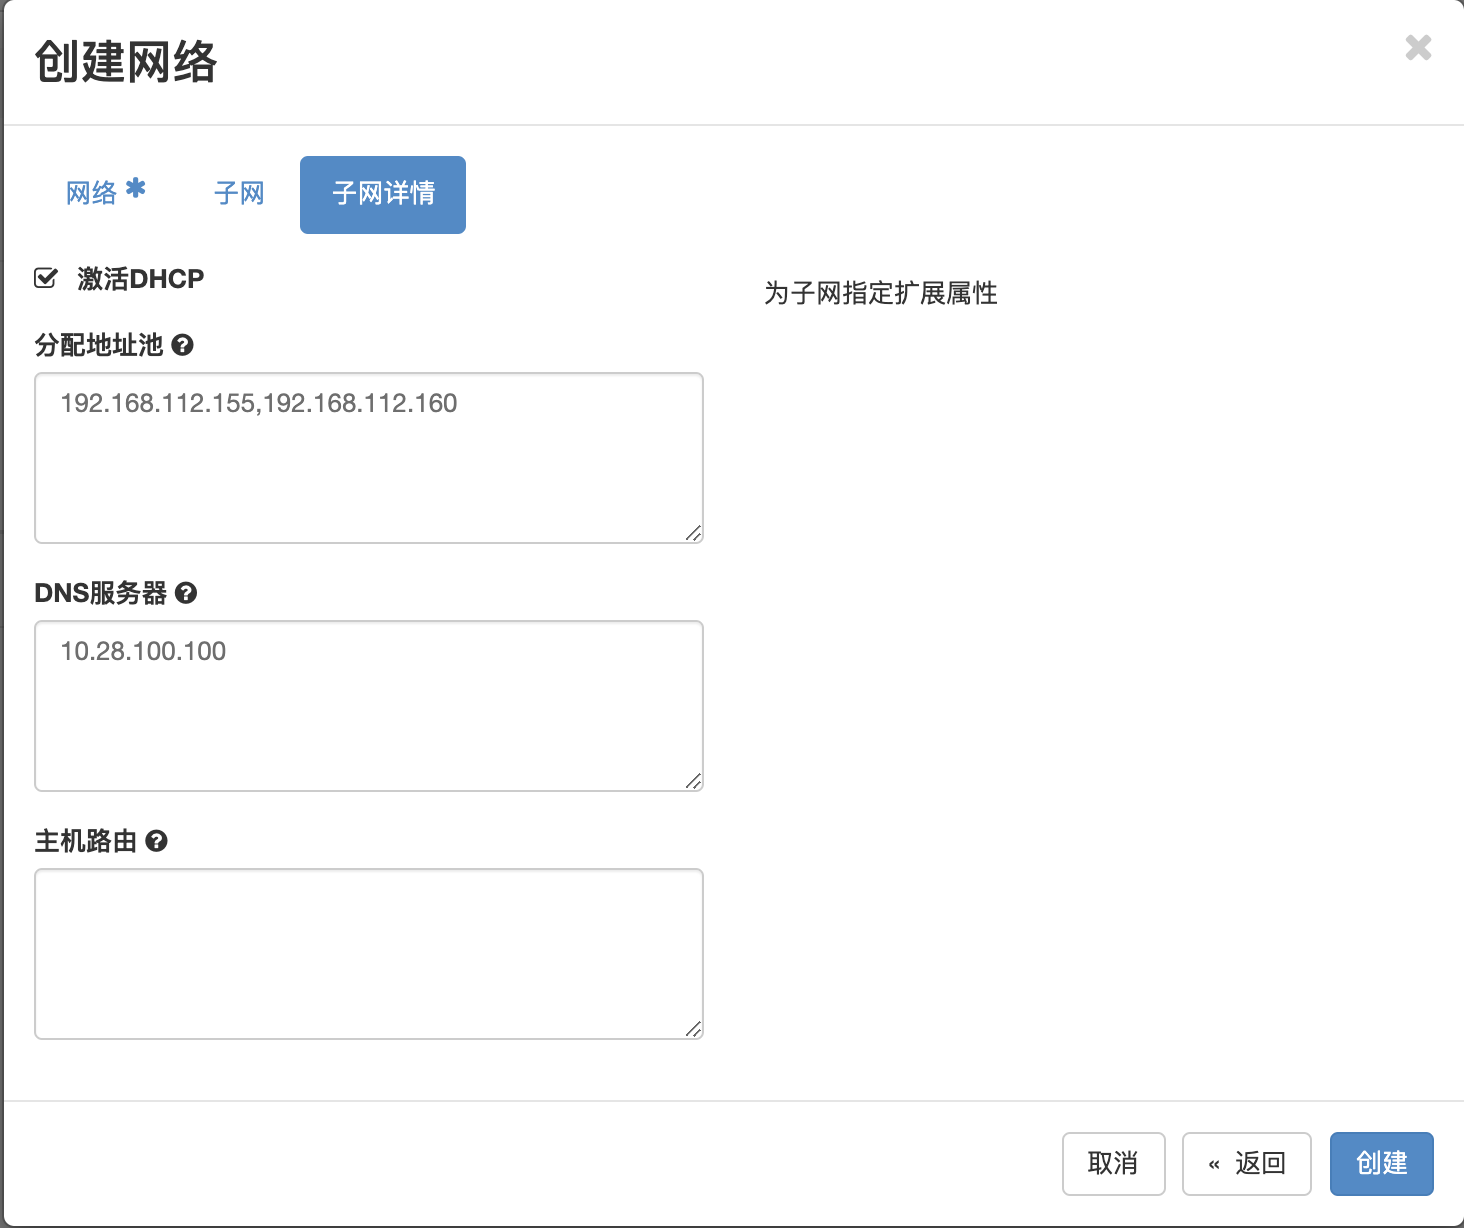 创建网络
网络 * 子网 子网详情
激活DHCP
为子网指定扩展属性
分配地址池
192.168.112.155,192.168.112.160
DNS服务器
10.28.100.100
主机路由
取消 « 返回 创建